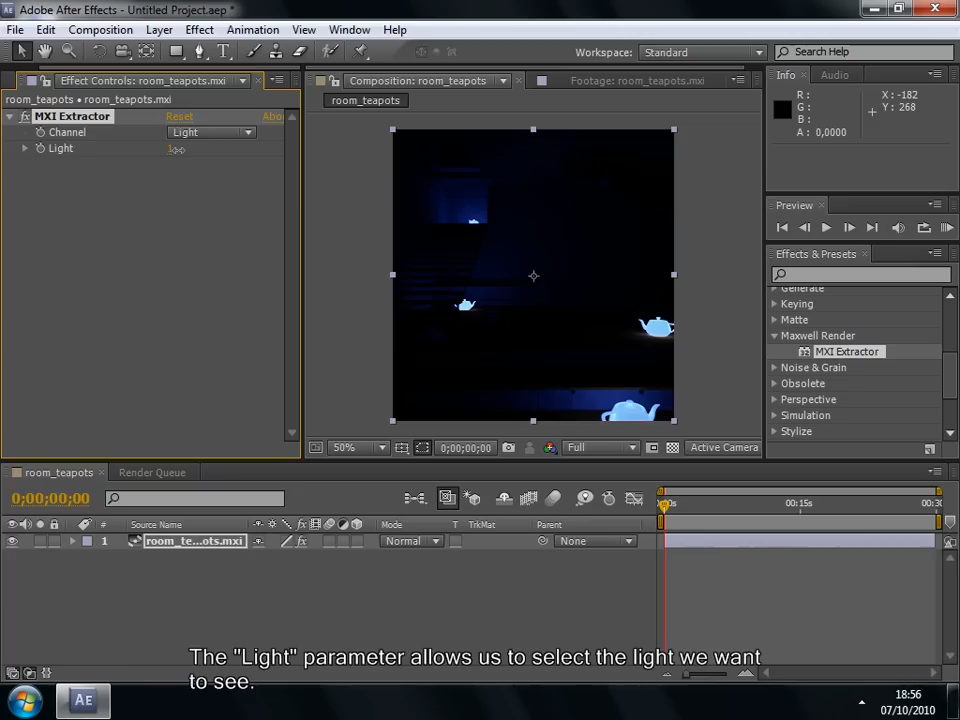 Adobe After Effects - Untitled Project.aep *
File Edit Composition Layer Effect Animation View Window Help
Workspace: Standard Search Help
Effect Controls: room_teapots.mxi
room_teapots • room_teapots.mxi
MXI Extractor Reset Abo
Channel Light
Light 1
Composition: room_teapots
Footage: room_teapots.mxi
room_teapots
50% 0;00;00;00 Full Active Camera
Info Audio
R: X: -182
G: Y: 268
B:
A: 0,0000
Preview
Effects & Presets
Generate
Keying
Matte
Maxwell Render
MXI Extractor
Noise & Grain
Obsolete
Perspective
Simulation
Stylize
room_teapots Render Queue
0;00;00;00
00:15s 00:30
# Source Name Mode T TrkMat Parent
1 room_te...ots.mxi Normal None
The "Light" parameter allows us to select the light we want
to see.
Ae
18:56
07/10/2010